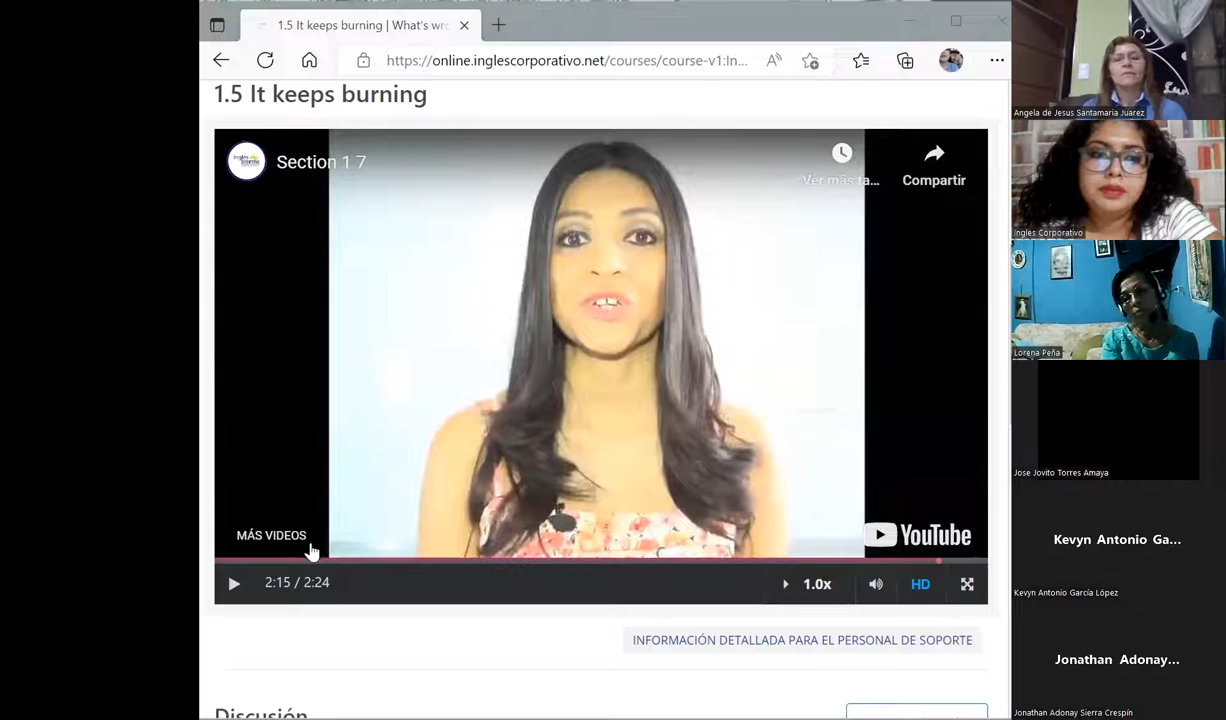 1.5 It keeps burning | What's wro
https://online.inglescorporativo.net/courses/course-v1:In...
1.5 It keeps burning
Section 1 7
Ver más ta...
Compartir
MÁS VIDEOS
YouTube
2:15 / 2:24
1.0x
HD
INFORMACIÓN DETALLADA PARA EL PERSONAL DE SOPORTE
Discusión
Angela de Jesus Santamaria Juarez
Ingles Corporativo
Lorena Peña
Jose Jovito Torres Amaya
Kevyn Antonio Ga...
Kevyn Antonio García López
Jonathan Adonay...
Jonathan Adonay Sierra Crespín